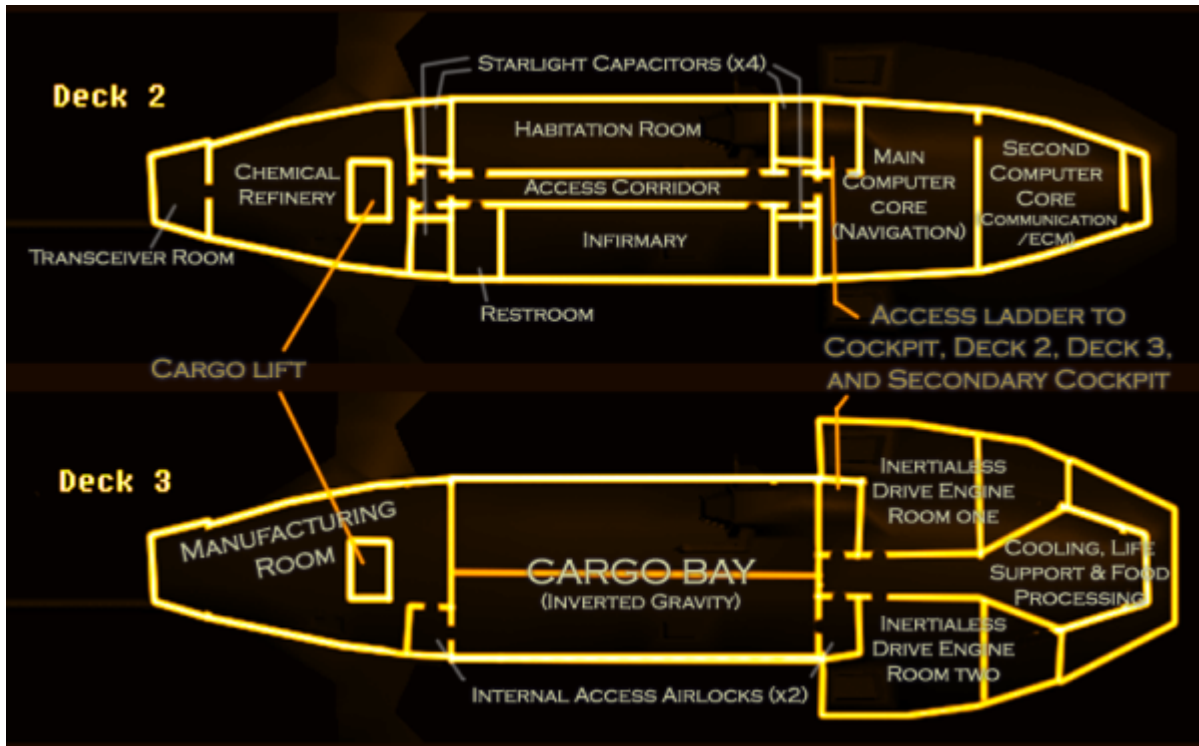 Starlight Capacitors (x4)
Deck 2
Habitation Room
Chemical
Refinery
Access Corridor
Main
Computer
core
(Navigation)
Second
Computer
Core
(Communication
/ECM)
Infirmary
Transceiver Room
Restroom
Access ladder to
Cockpit, Deck 2, Deck 3,
and Secondary Cockpit
Cargo lift
Deck 3
Manufacturing
Room
Inertialess
Drive Engine
Room one
Cargo Bay
(Inverted Gravity)
Cooling, Life
Support & Food
Processing
Inertialess
Drive Engine
Room two
Internal Access Airlocks (x2)